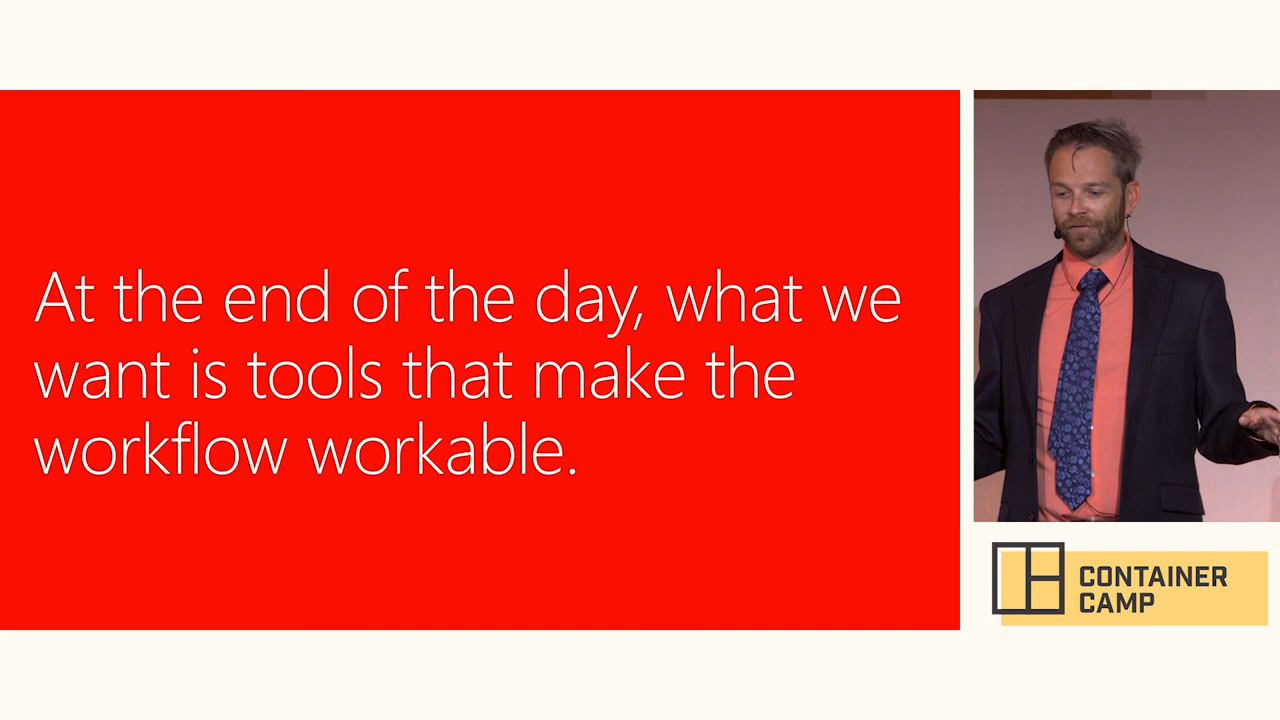 At the end of the day, what we
want is tools that make the
workflow workable.
CONTAINER
CAMP